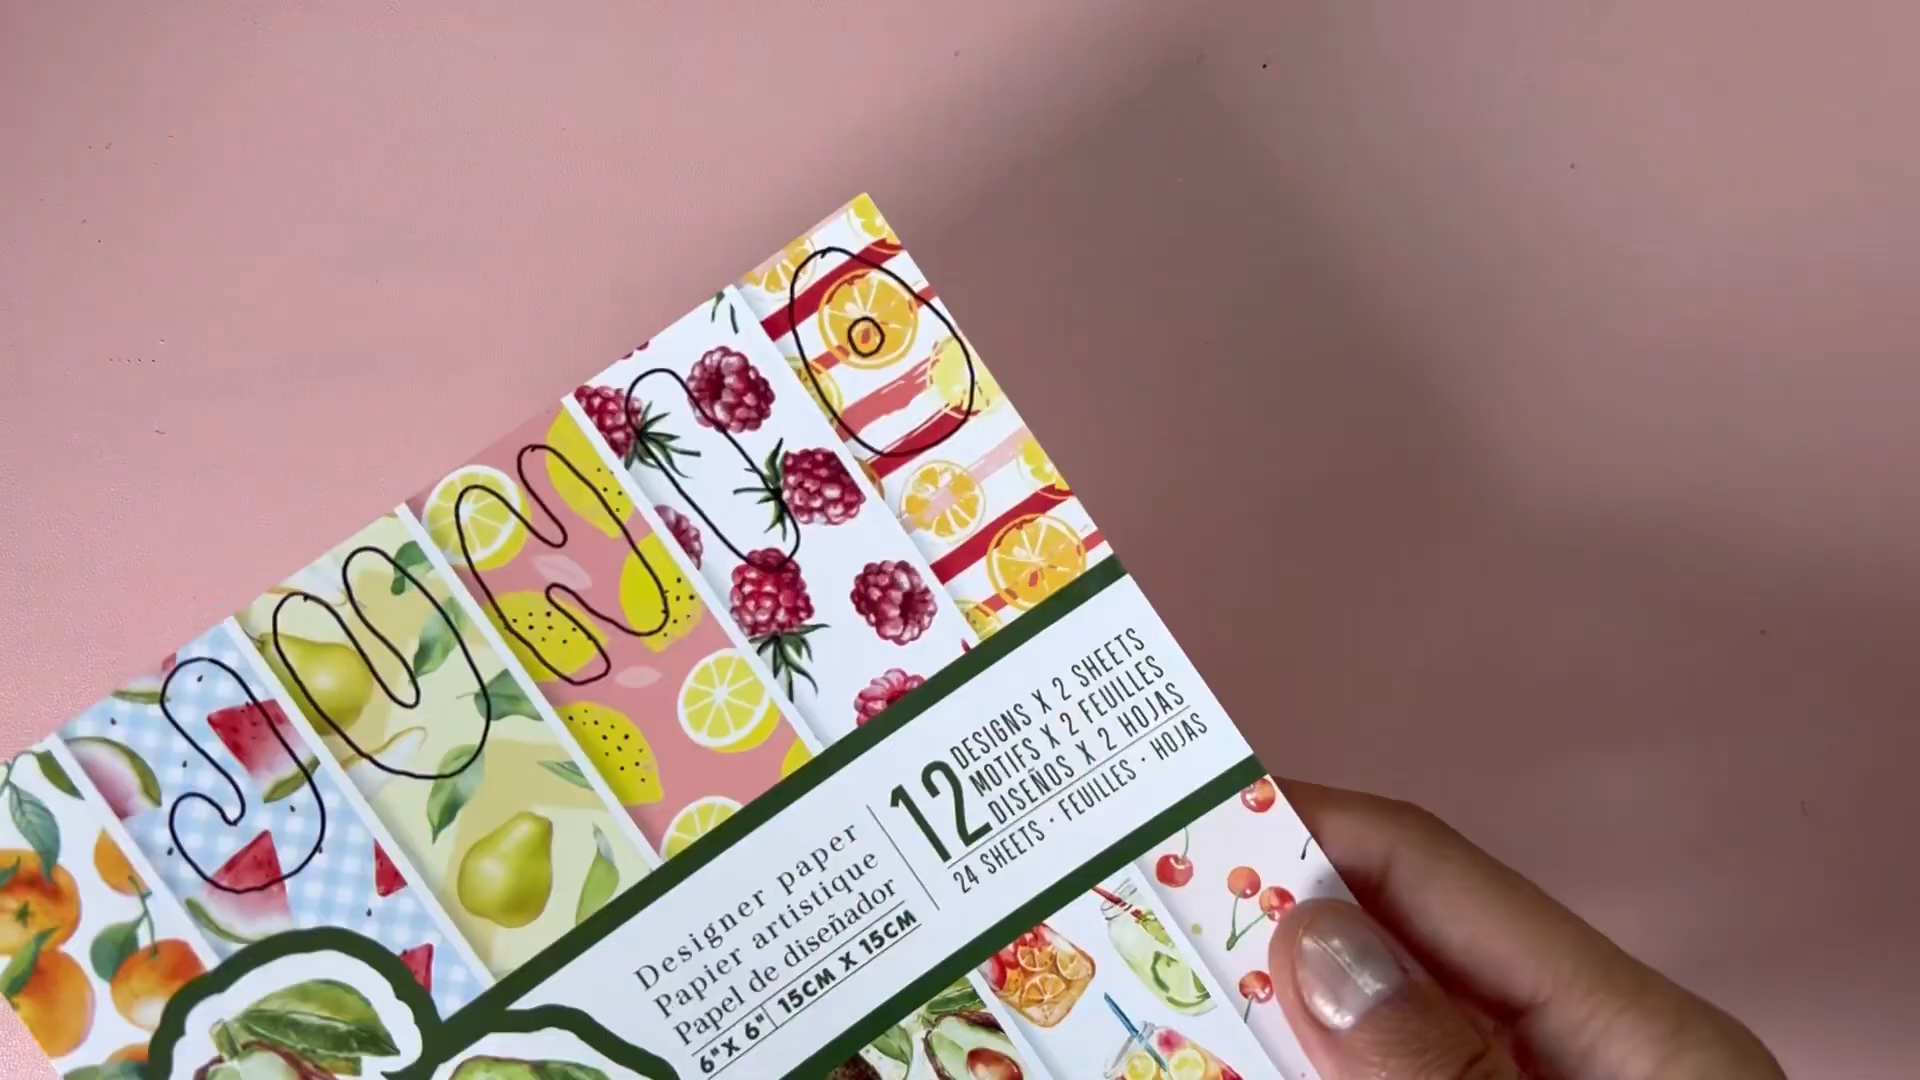 JUNIO
Designer paper
Papier artistique
Papel de diseñador
6" X 6" | 15CM X 15CM
12 DESIGNS X 2 SHEETS
MOTIFS X 2 FEUILLES
DISEÑOS X 2 HOJAS
24 SHEETS · FEUILLES · HOJAS